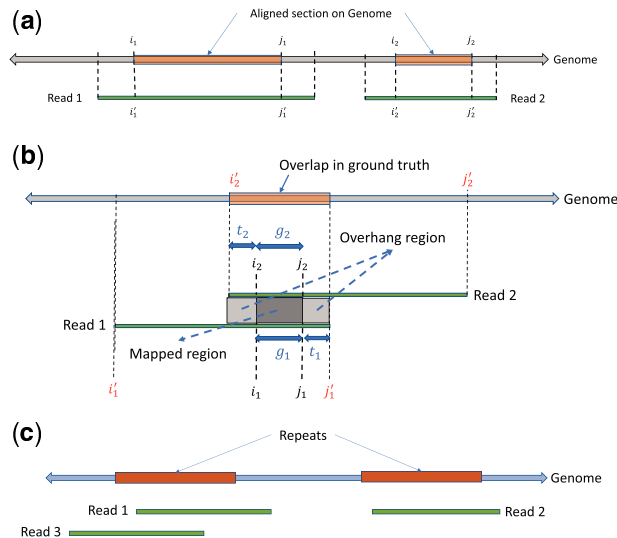 (a)
Aligned section on Genome
i₁ j₁ i₂ j₂
Genome
Read 1 Read 2
i′₁ j′₁ i′₂ j′₂
(b)
Overlap in ground truth
i′₂ j′₂
Genome
t₂ g₂
Overhang region
i₂ j₂
Read 2
Read 1
Mapped region
g₁ t₁
i′₁ i₁ j₁ j′₁
(c)
Repeats
Genome
Read 1 Read 2
Read 3